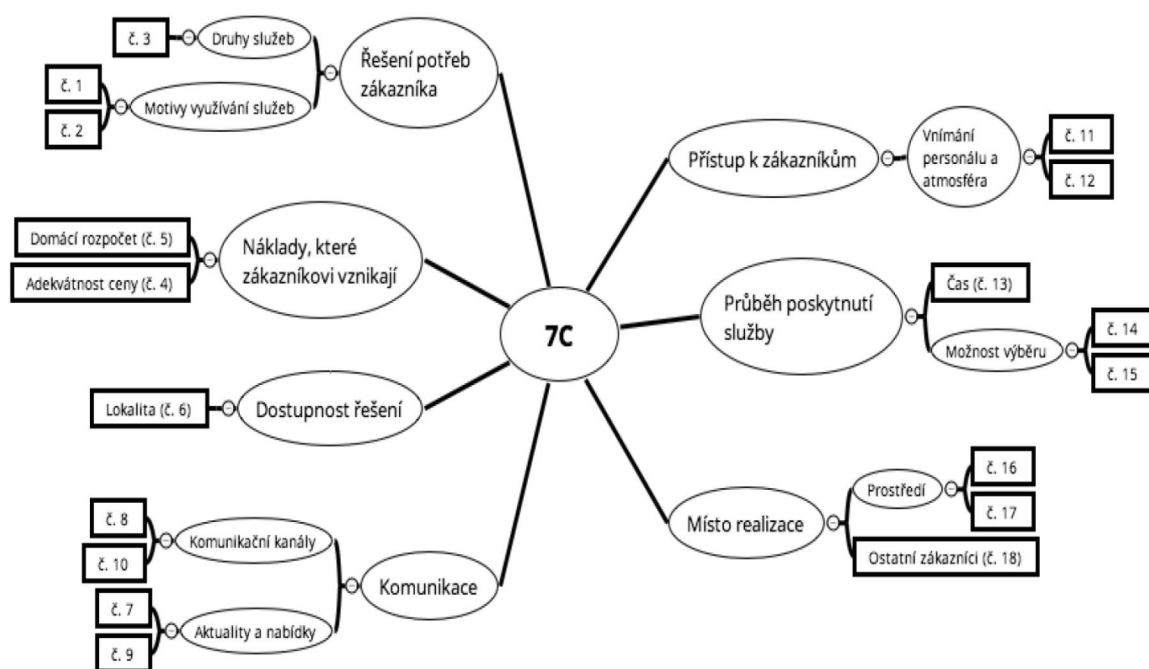 č. 3
Druhy služeb
Řešení potřeb
zákazníka
č. 1
č. 2
Motivy využívání služeb
Domácí rozpočet (č. 5)
Adekvátnost ceny (č. 4)
Náklady, které
zákazníkovi vznikají
Lokalita (č. 6)
Dostupnost řešení
č. 8
č. 10
Komunikační kanály
Komunikace
č. 7
č. 9
Aktuality a nabídky
7C
Přístup k zákazníkům
Vnímání
personálu a
atmosféra
č. 11
č. 12
Průběh poskytnutí
služby
Čas (č. 13)
Možnost výběru
č. 14
č. 15
Místo realizace
Prostředí
č. 16
č. 17
Ostatní zákazníci (č. 18)